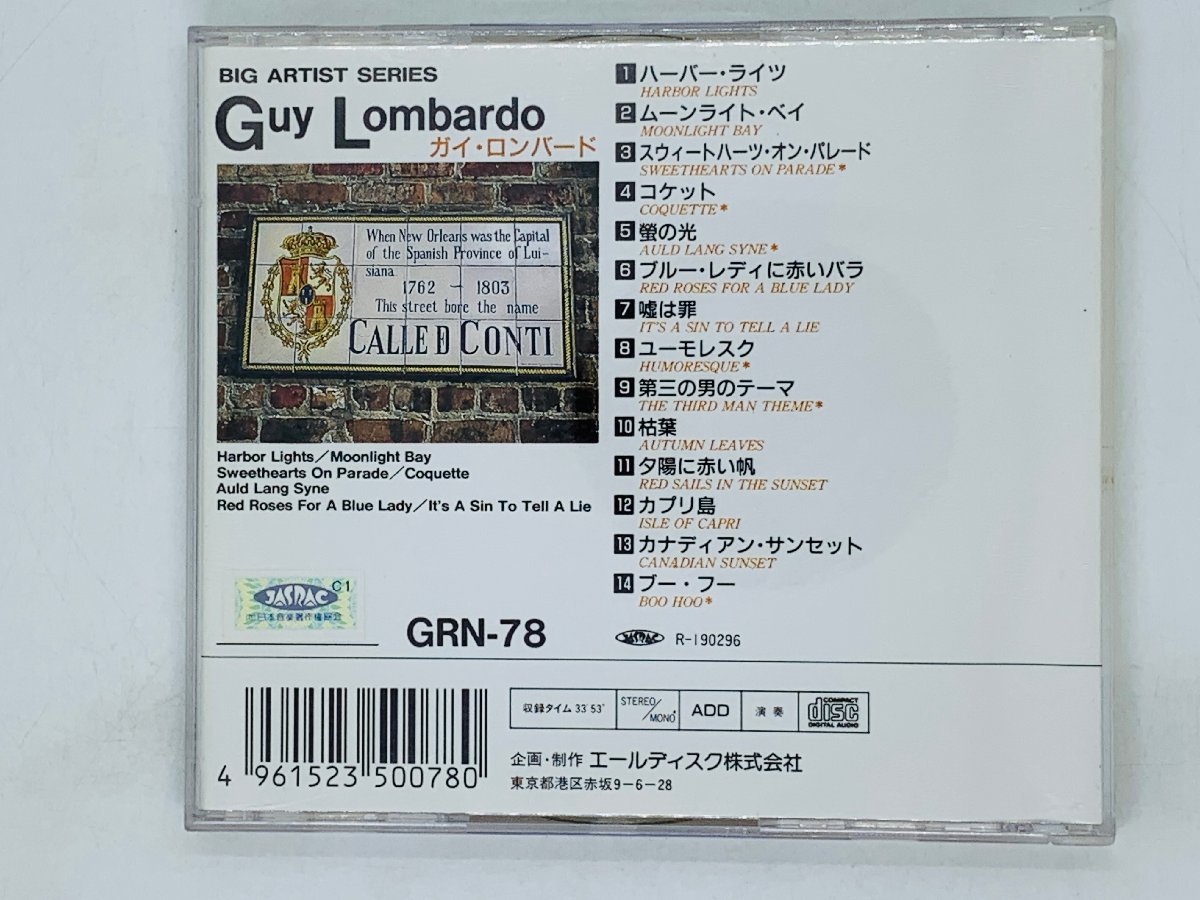 BIG ARTIST SERIES
Guy Lombardo
ガイ・ロンバード
When New Orleans was the Capital
of the Spanish Province of Lui-
siana
1762 - 1803
This street bore the name
CALLE D CONTI
Harbor Lights/Moonlight Bay
Sweethearts On Parade/Coquette
Auld Lang Syne
Red Roses For A Blue Lady/It's A Sin To Tell A Lie
JASRAC C1
日本音楽著作権協会
GRN-78
1 ハーバー・ライツ
HARBOR LIGHTS
2 ムーンライト・ベイ
MOONLIGHT BAY
3 スウィートハーツ・オン・パレード
SWEETHEARTS ON PARADE*
4 コケット
COQUETTE*
5 螢の光
AULD LANG SYNE*
6 ブルー・レディに赤いバラ
RED ROSES FOR A BLUE LADY
7 嘘は罪
IT'S A SIN TO TELL A LIE
8 ユーモレスク
HUMORESQUE*
9 第三の男のテーマ
THE THIRD MAN THEME*
10 枯葉
AUTUMN LEAVES
11 夕陽に赤い帆
RED SAILS IN THE SUNSET
12 カプリ島
ISLE OF CAPRI
13 カナディアン・サンセット
CANADIAN SUNSET
14 ブー・フー
BOO HOO*
JASRAC R-190296
4 961523 500780
収録タイム 33'53" STEREO/MONO* ADD 演奏 COMPACT disc DIGITAL AUDIO
企画・制作 エールディスク株式会社
東京都港区赤坂9-6-28